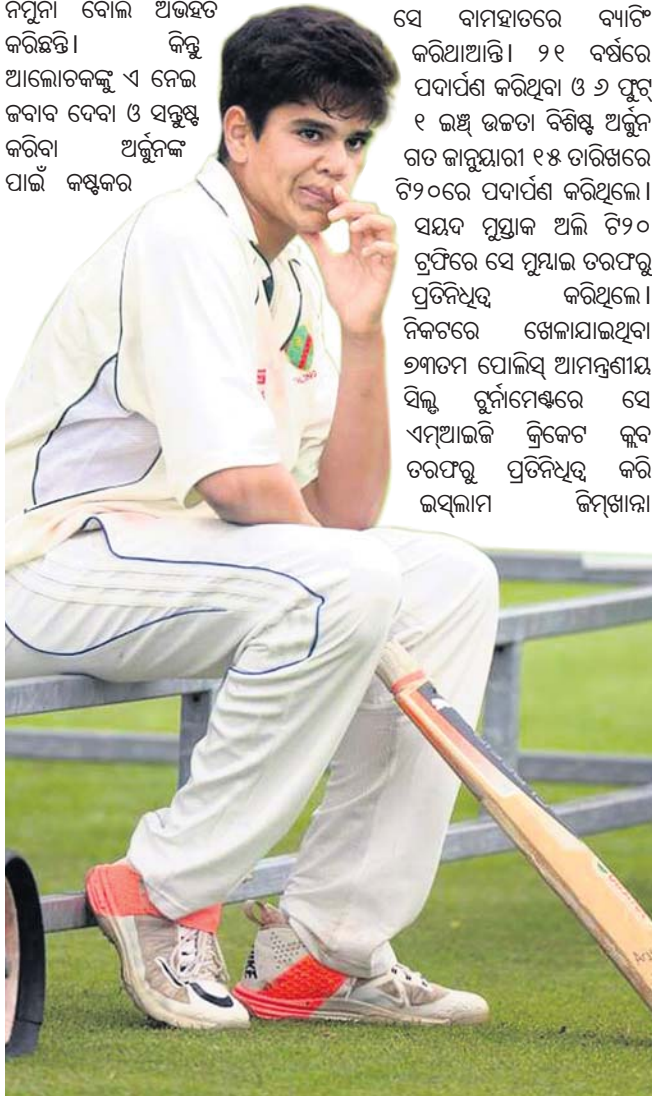 ନମୁନା ବୋଲି ଅଭିହିତ
କରିଛନ୍ତି। କିନ୍ତୁ
ଆଲୋଚକଙ୍କୁ ଏ ନେଇ
ଜବାବ ଦେବା ଓ ସନ୍ତୁଷ୍ଟ
କରିବା ଅର୍ଜୁନଙ୍କ
ପାଇଁ କଷ୍ଟକର
ସେ ବାମହାତରେ ବ୍ୟାଟିଂ
କରିଥାଆନ୍ତି। ୨୧ ବର୍ଷରେ
ପଦାର୍ପଣ କରିଥିବା ଓ ୬ ଫୁଟ୍
୧ ଇଞ୍ଚ୍ ଉଚ୍ଚତା ବିଶିଷ୍ଟ ଅର୍ଜୁନ
ଗତ ଜାନୁୟାରୀ ୧୫ ତାରିଖରେ
ଟି୨୦ରେ ପଦାର୍ପଣ କରିଥିଲେ।
ସୟଦ ମୁସ୍ତାକ ଅଲି ଟି୨୦
ଟ୍ରଫିରେ ସେ ମୁମ୍ବାଇ ତରଫରୁ
ପ୍ରତିନିଧିତ୍ୱ କରିଥିଲେ।
ନିକଟରେ ଖେଳାଯାଇଥିବା
୭୩ତମ ପୋଲିସ୍ ଆମନ୍ତ୍ରଣୀୟ
ସିଲ୍ଡ ଟୁର୍ନାମେଣ୍ଟରେ ସେ
ଏମ୍ଆଇଜି କ୍ରିକେଟ କ୍ଲବ
ତରଫରୁ ପ୍ରତିନିଧିତ୍ୱ କରି
ଇସ୍ଲାମ ଜିମ୍ଖାନା